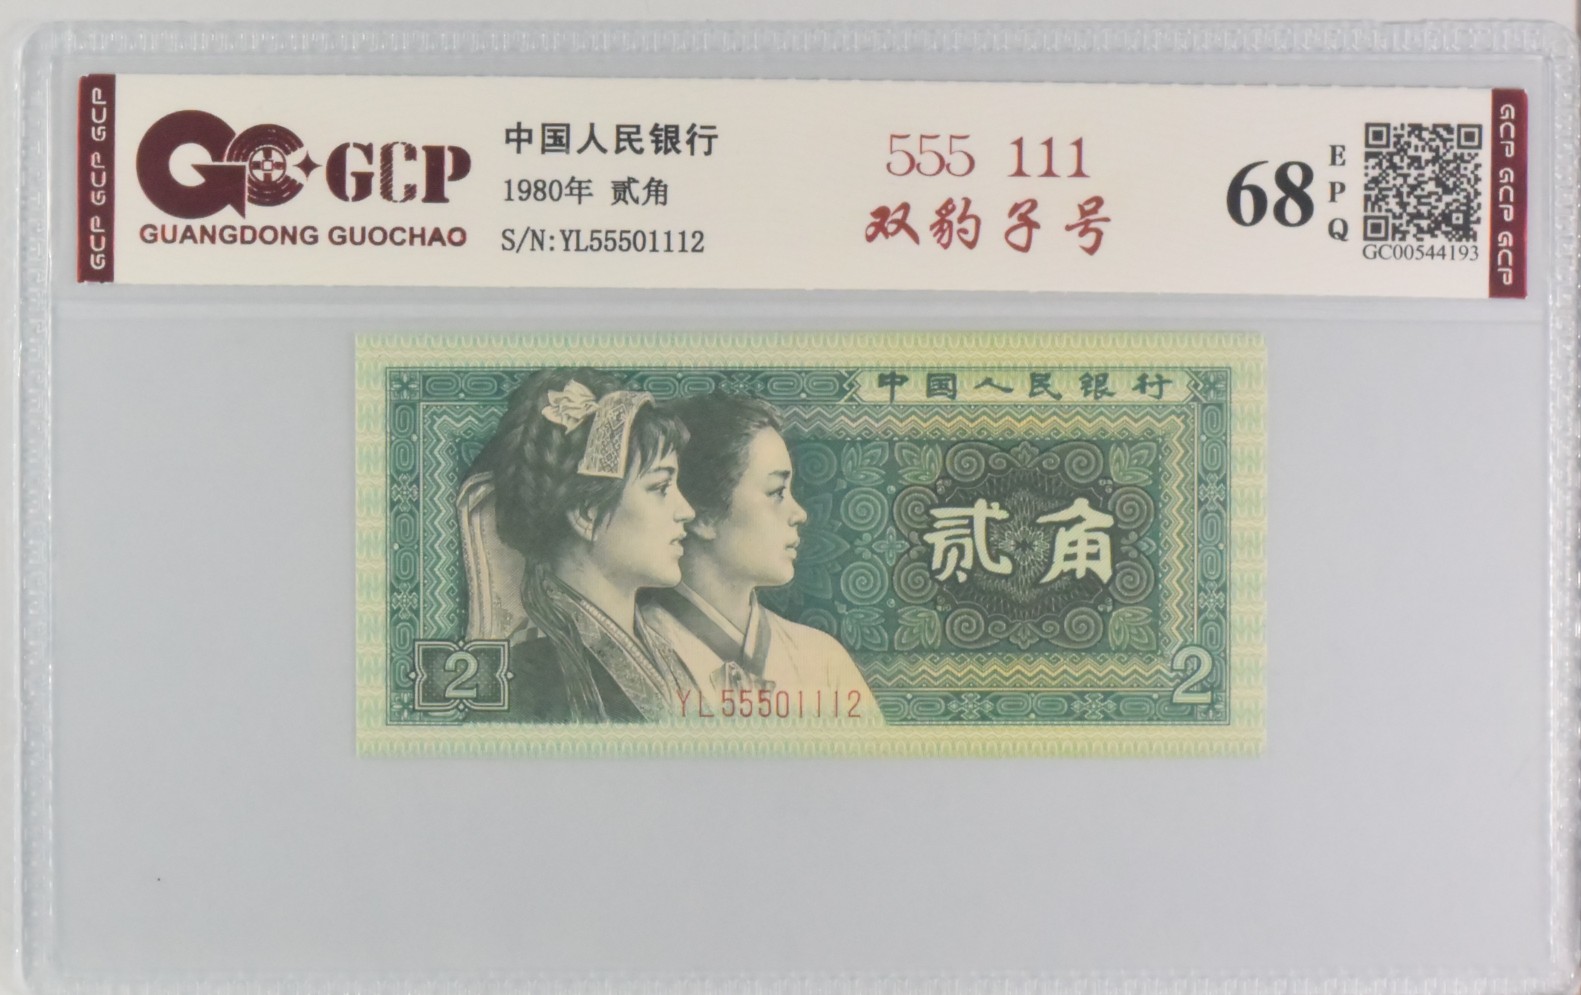 GCP GCP GCP
GCP
GUANGDONG GUOCHAO
中国人民银行
1980年 贰角
S/N:YL55501112
555 111
双豹子号
68
EPQ
GC00544193
GCP GCP GCP
中国人民银行
贰角
2
2
YL55501112